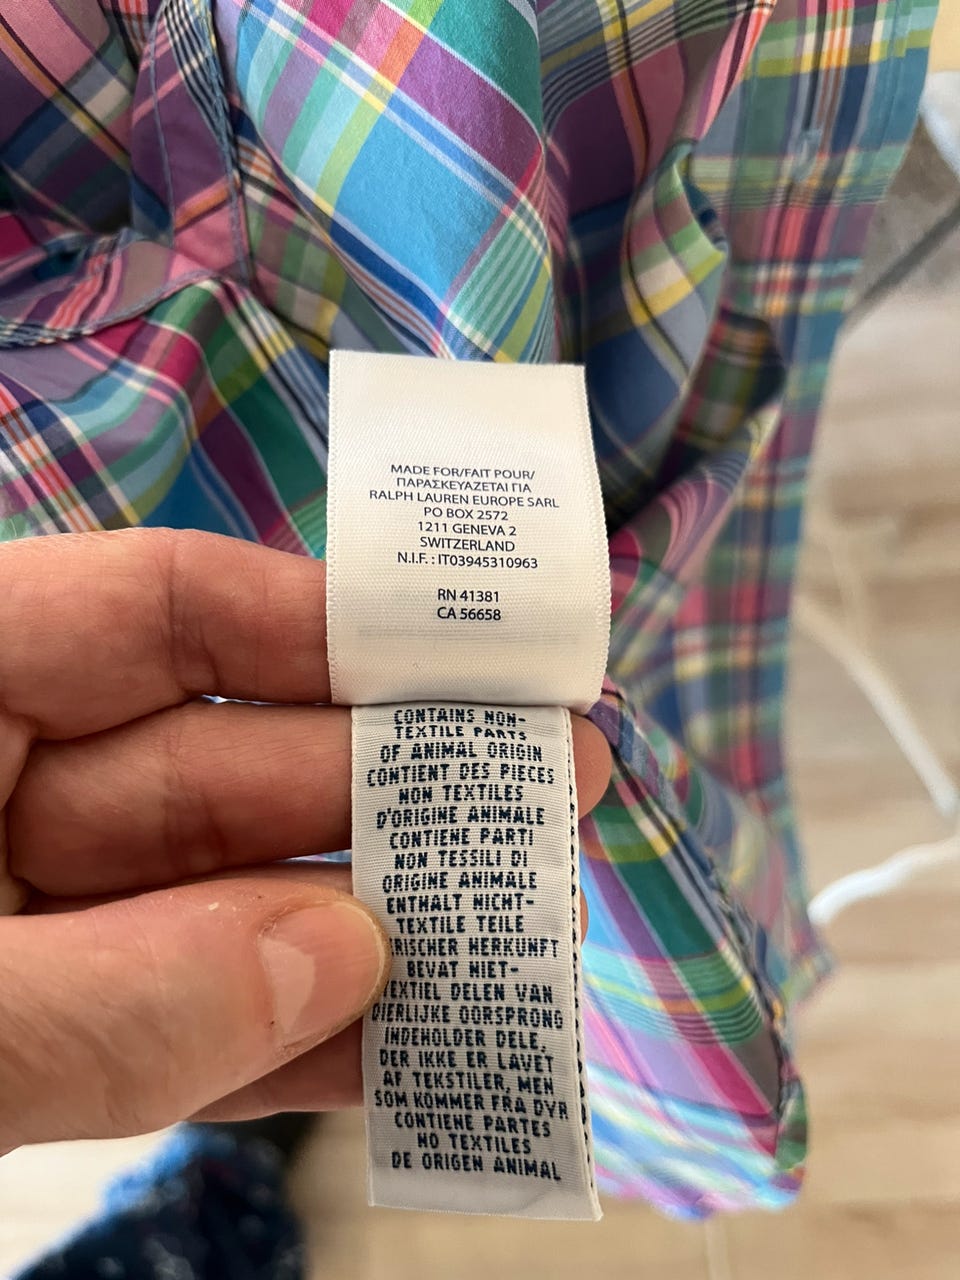 MADE FOR/FAIT POUR/
ΠΑΡΑΣΚΕΥΑΖΕΤΑΙ ΓΙΑ
RALPH LAUREN EUROPE SARL
PO BOX 2572
1211 GENEVA 2
SWITZERLAND
N.I.F. : IT03945310963
RN 41381
CA 56658
CONTAINS NON-
TEXTILE PARTS
OF ANIMAL ORIGIN
CONTIENT DES PIECES
NON TEXTILES
D'ORIGINE ANIMALE
CONTIENE PARTI
NON TESSILI DI
ORIGINE ANIMALE
ENTHALT NICHT-
TEXTILE TEILE
HERKUNFT
BEVAT NIET-
DELEN VAN
DIERLIJKE OORSPRONG
INDEHOLDER DELE,
DER IKKE ER LAVET
AF TEKSTILER, MEN
SOM KOMMER FRA DYR
CONTIENE PARTES
NO TEXTILES
DE ORIGEN ANIMAL